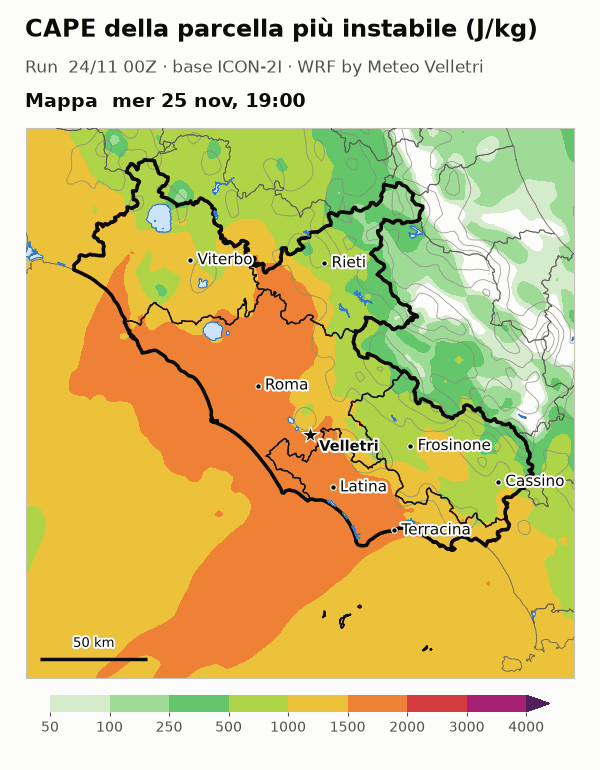 CAPE della parcella più instabile (J/kg)
Run  24/11 00Z · base ICON-2I · WRF by Meteo Velletri
Mappa  mer 25 nov, 19:00
Viterbo
Rieti
Roma
Velletri
Frosinone
Cassino
Latina
Terracina
50 km
50 100 250 500 1000 1500 2000 3000 4000